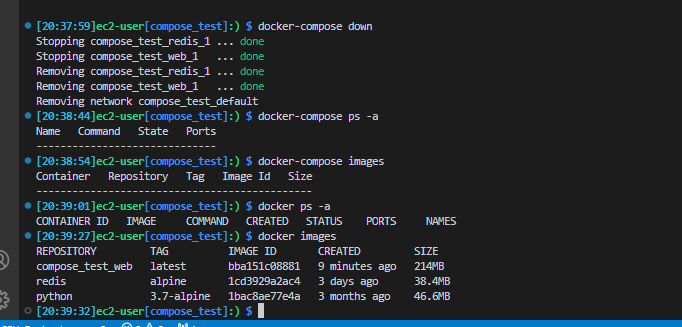 [20:37:59]ec2-user[compose_test]:) $ docker-compose down
Stopping compose_test_redis_1 ... done
Stopping compose_test_web_1   ... done
Removing compose_test_redis_1 ... done
Removing compose_test_web_1   ... done
Removing network compose_test_default
[20:38:44]ec2-user[compose_test]:) $ docker-compose ps -a
Name   Command   State   Ports
------------------------------
[20:38:54]ec2-user[compose_test]:) $ docker-compose images
Container   Repository   Tag   Image Id   Size
----------------------------------------------
[20:39:01]ec2-user[compose_test]:) $ docker ps -a
CONTAINER ID   IMAGE     COMMAND   CREATED   STATUS    PORTS     NAMES
[20:39:27]ec2-user[compose_test]:) $ docker images
REPOSITORY         TAG          IMAGE ID       CREATED         SIZE
compose_test_web   latest       bba151c08881   9 minutes ago   214MB
redis              alpine       1cd3929a2ac4   3 days ago      38.4MB
python             3.7-alpine   1bac8ae77e4a   3 months ago    46.6MB
[20:39:32]ec2-user[compose_test]:) $